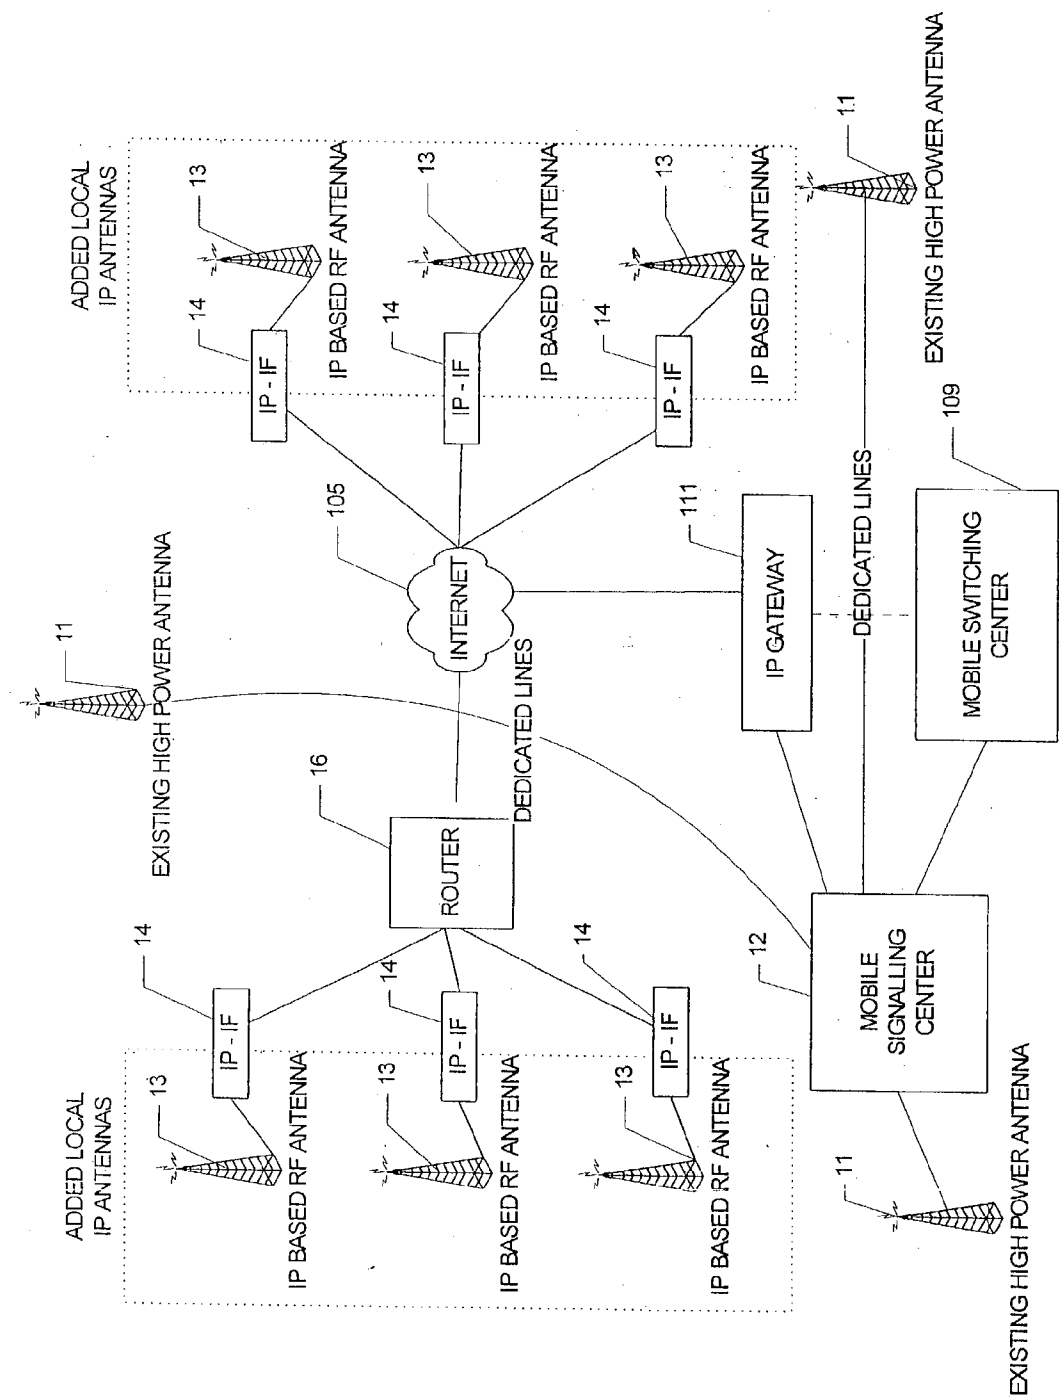 ADDED LOCAL
IP ANTENNAS
13
14
IP - IF
IP BASED RF ANTENNA
13
14
IP - IF
IP BASED RF ANTENNA
13
14
IP - IF
IP BASED RF ANTENNA
11
EXISTING HIGH POWER ANTENNA
16
ROUTER
DEDICATED LINES
105
INTERNET
ADDED LOCAL
IP ANTENNAS
14
13
IP - IF
IP BASED RF ANTENNA
14
13
IP - IF
IP BASED RF ANTENNA
14
13
IP - IF
IP BASED RF ANTENNA
11
EXISTING HIGH POWER ANTENNA
12
MOBILE
SIGNALLING
CENTER
111
IP GATEWAY
DEDICATED LINES
109
MOBILE SWITCHING
CENTER
11
EXISTING HIGH POWER ANTENNA